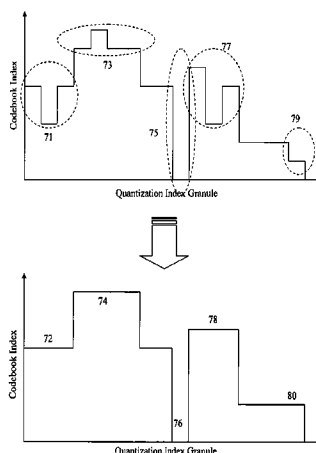 Codebook Index
77
73
71
75
79
Quantization Index Granule
Codebook Index
74
78
72
80
76
Quantization Index Granule